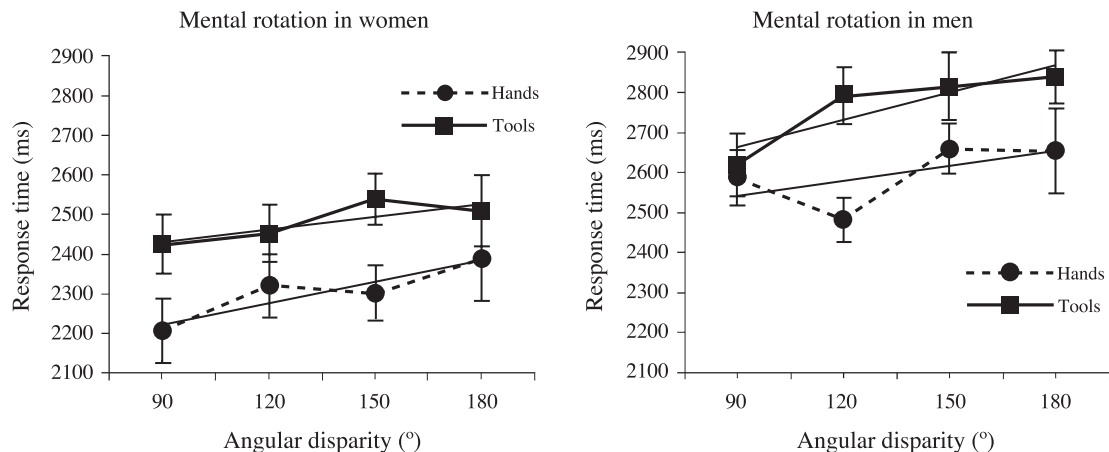 Mental rotation in women
Response time (ms)
2900
2800
2700
2600
2500
2400
2300
2200
2100
Hands
Tools
90 120 150 180
Angular disparity (º)
Mental rotation in men
Response time (ms)
2900
2800
2700
2600
2500
2400
2300
2200
2100
Hands
Tools
90 120 150 180
Angular disparity (º)